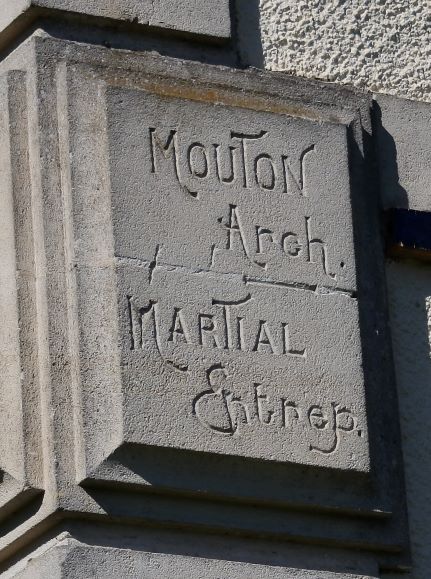 MOUTON
Arch.
MARTIAL
Entrep.